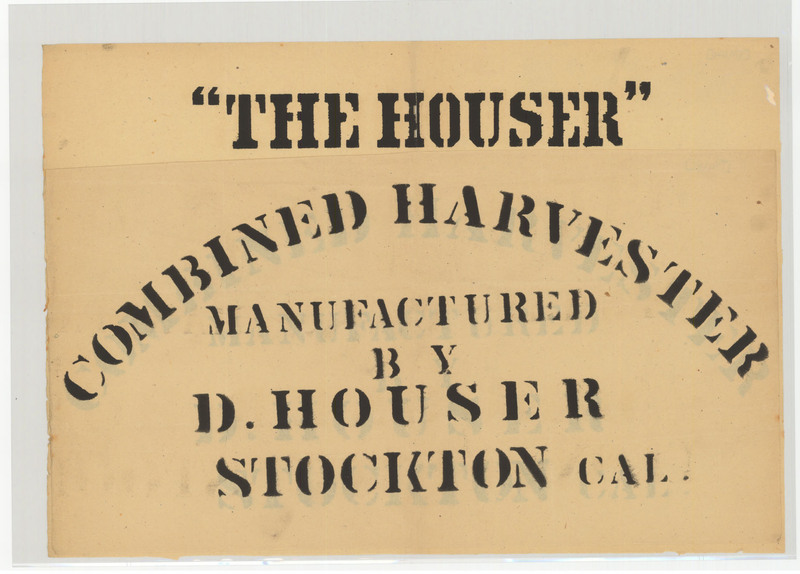 “THE HOUSER”
COMBINED HARVESTER
MANUFACTURED
BY
D. HOUSER
STOCKTON CAL.